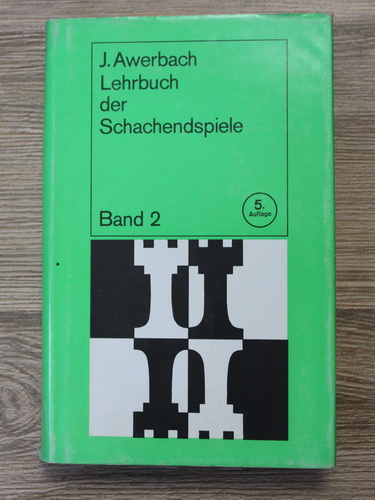 J. Awerbach
Lehrbuch
der
Schachendspiele
5.
Auflage
Band 2